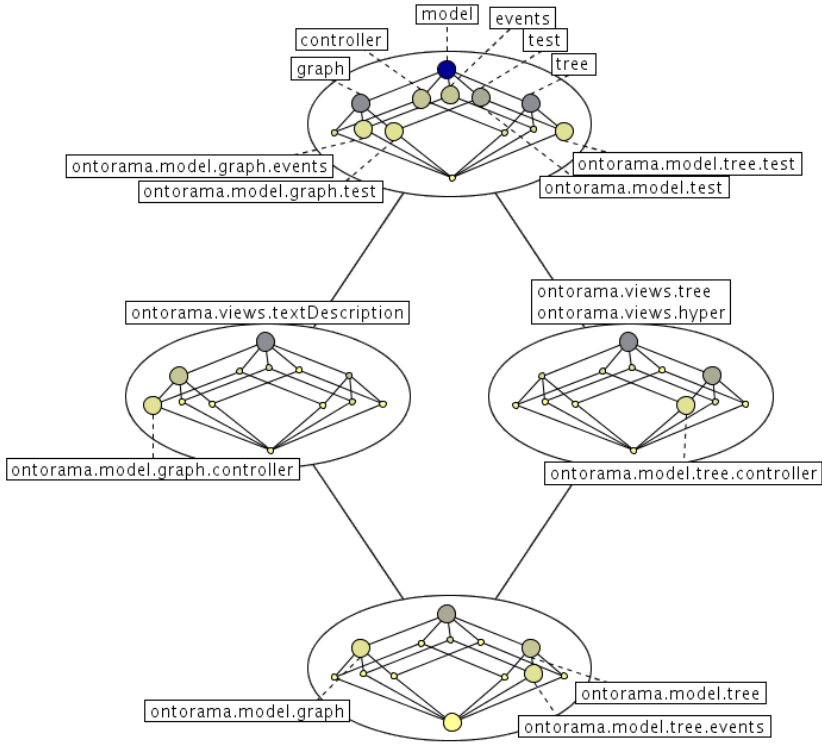 model
events
controller
test
graph
tree
ontorama.model.graph.events
ontorama.model.tree.test
ontorama.model.graph.test
ontorama.model.test
ontorama.views.textDescription
ontorama.views.tree
ontorama.views.hyper
ontorama.model.graph.controller
ontorama.model.tree.controller
ontorama.model.tree
ontorama.model.graph
ontorama.model.tree.events